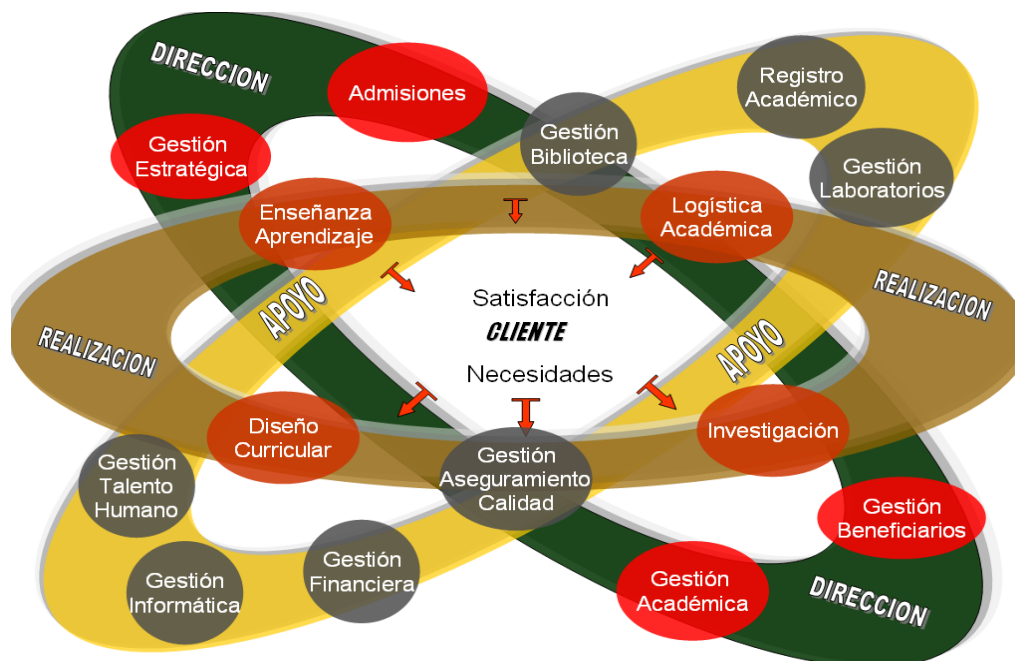 DIRECCION
Admisiones
Registro
Académico
Gestión
Biblioteca
Gestión
Estratégica
Gestión
Laboratorios
Enseñanza
Aprendizaje
Logística
Académica
APOYO
Satisfacción
CLIENTE
Necesidades
REALIZACION
REALIZACION
APOYO
Diseño
Curricular
Investigación
Gestión
Aseguramiento
Calidad
Gestión
Talento
Humano
Gestión
Beneficiarios
Gestión
Informática
Gestión
Financiera
Gestión
Académica
DIRECCION